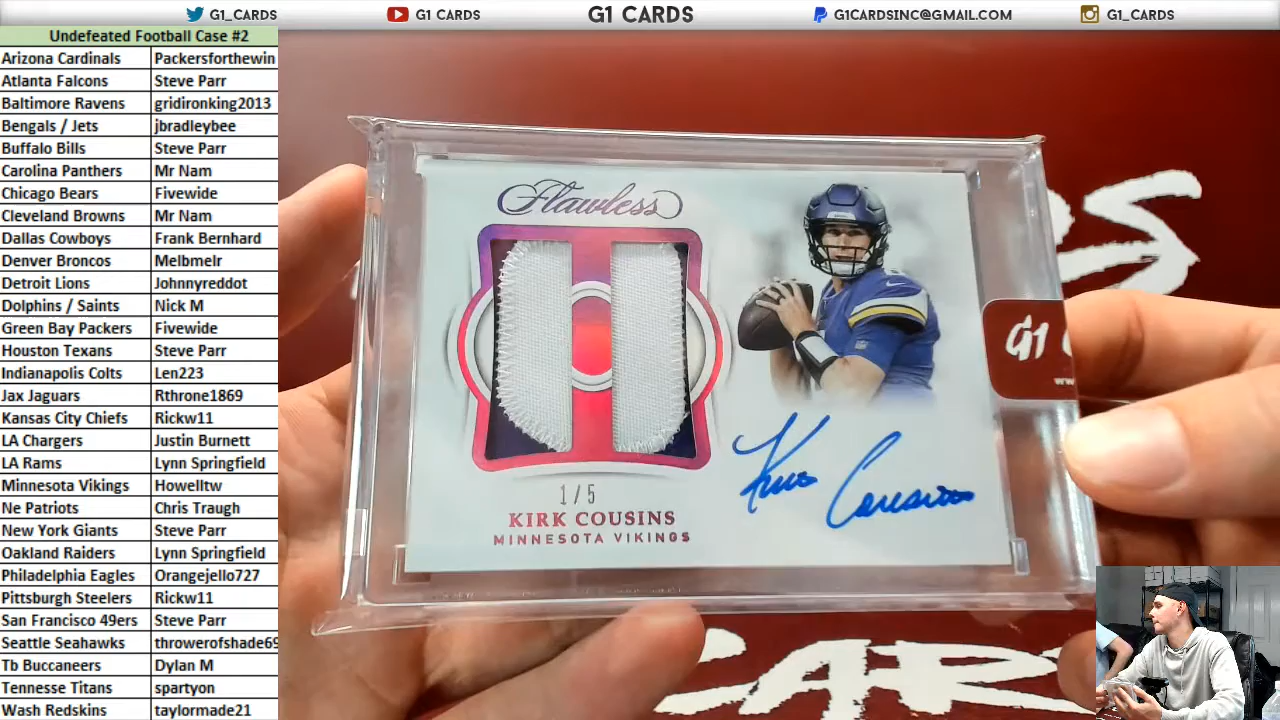 G1_CARDS
G1 CARDS
G1 CARDS
G1CARDSINC@GMAIL.COM
G1_CARDS
Undefeated Football Case #2
Arizona Cardinals Packersforthewin
Atlanta Falcons Steve Parr
Baltimore Ravens gridironking2013
Bengals / Jets jbradleybee
Buffalo Bills Steve Parr
Carolina Panthers Mr Nam
Chicago Bears Fivewide
Cleveland Browns Mr Nam
Dallas Cowboys Frank Bernhard
Denver Broncos Melbmelr
Detroit Lions Johnnyreddot
Dolphins / Saints Nick M
Green Bay Packers Fivewide
Houston Texans Steve Parr
Indianapolis Colts Len223
Jax Jaguars Rthrone1869
Kansas City Chiefs Rickw11
LA Chargers Justin Burnett
LA Rams Lynn Springfield
Minnesota Vikings Howelltw
Ne Patriots Chris Traugh
New York Giants Steve Parr
Oakland Raiders Lynn Springfield
Philadelphia Eagles Orangejello727
Pittsburgh Steelers Rickw11
San Francisco 49ers Steve Parr
Seattle Seahawks throwerofshade69
Tb Buccaneers Dylan M
Tennesse Titans spartyon
Wash Redskins taylormade21
Flawless
1/5
KIRK COUSINS
MINNESOTA VIKINGS
Kirk Cousins
G1